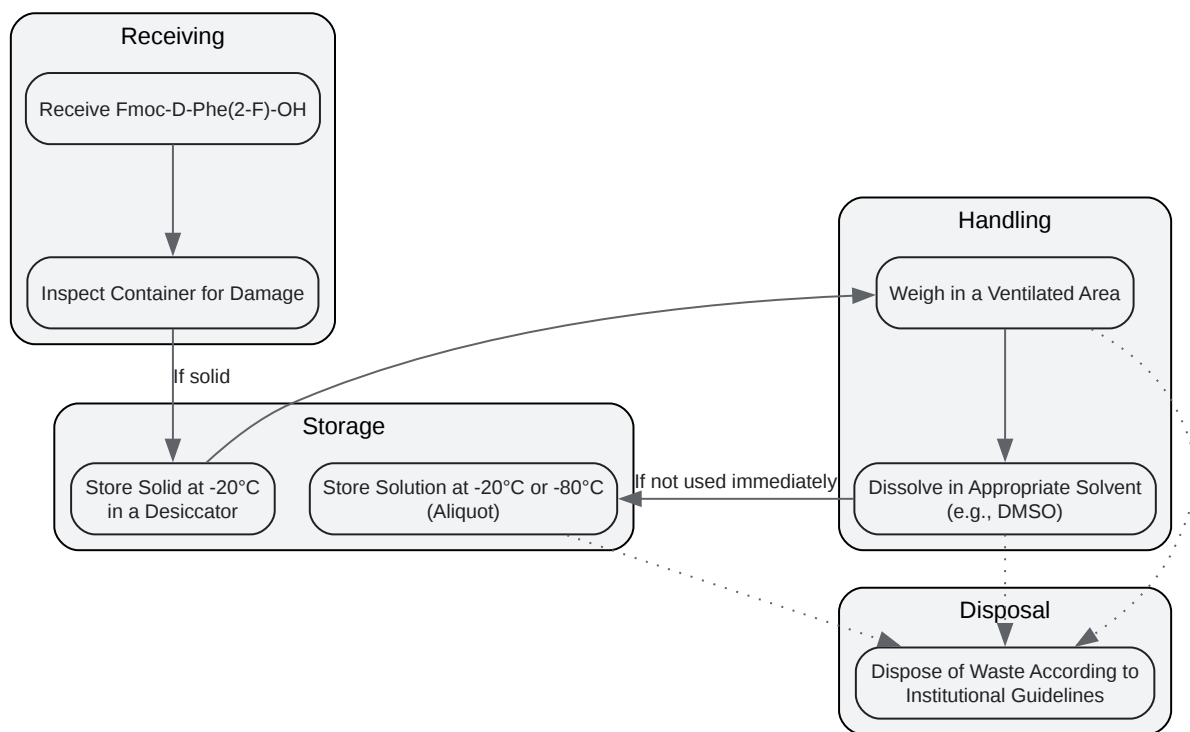 Receiving
Receive Fmoc-D-Phe(2-F)-OH
Inspect Container for Damage
If solid
Storage
Store Solid at -20°C
in a Desiccator
Store Solution at -20°C or -80°C
(Aliquot)
If not used immediately
Handling
Weigh in a Ventilated Area
Dissolve in Appropriate Solvent
(e.g., DMSO)
Disposal
Dispose of Waste According to
Institutional Guidelines